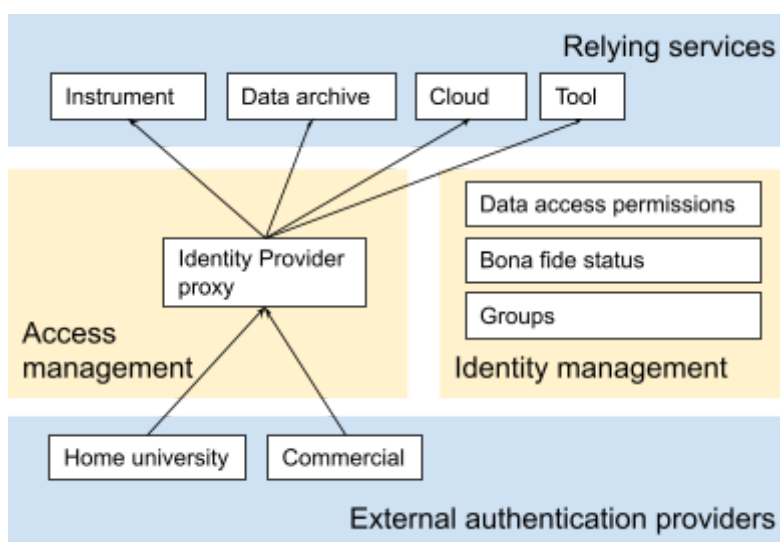 Relying services
Instrument
Data archive
Cloud
Tool
Identity Provider
proxy
Access
management
Data access permissions
Bona fide status
Groups
Identity management
Home university
Commercial
External authentication providers